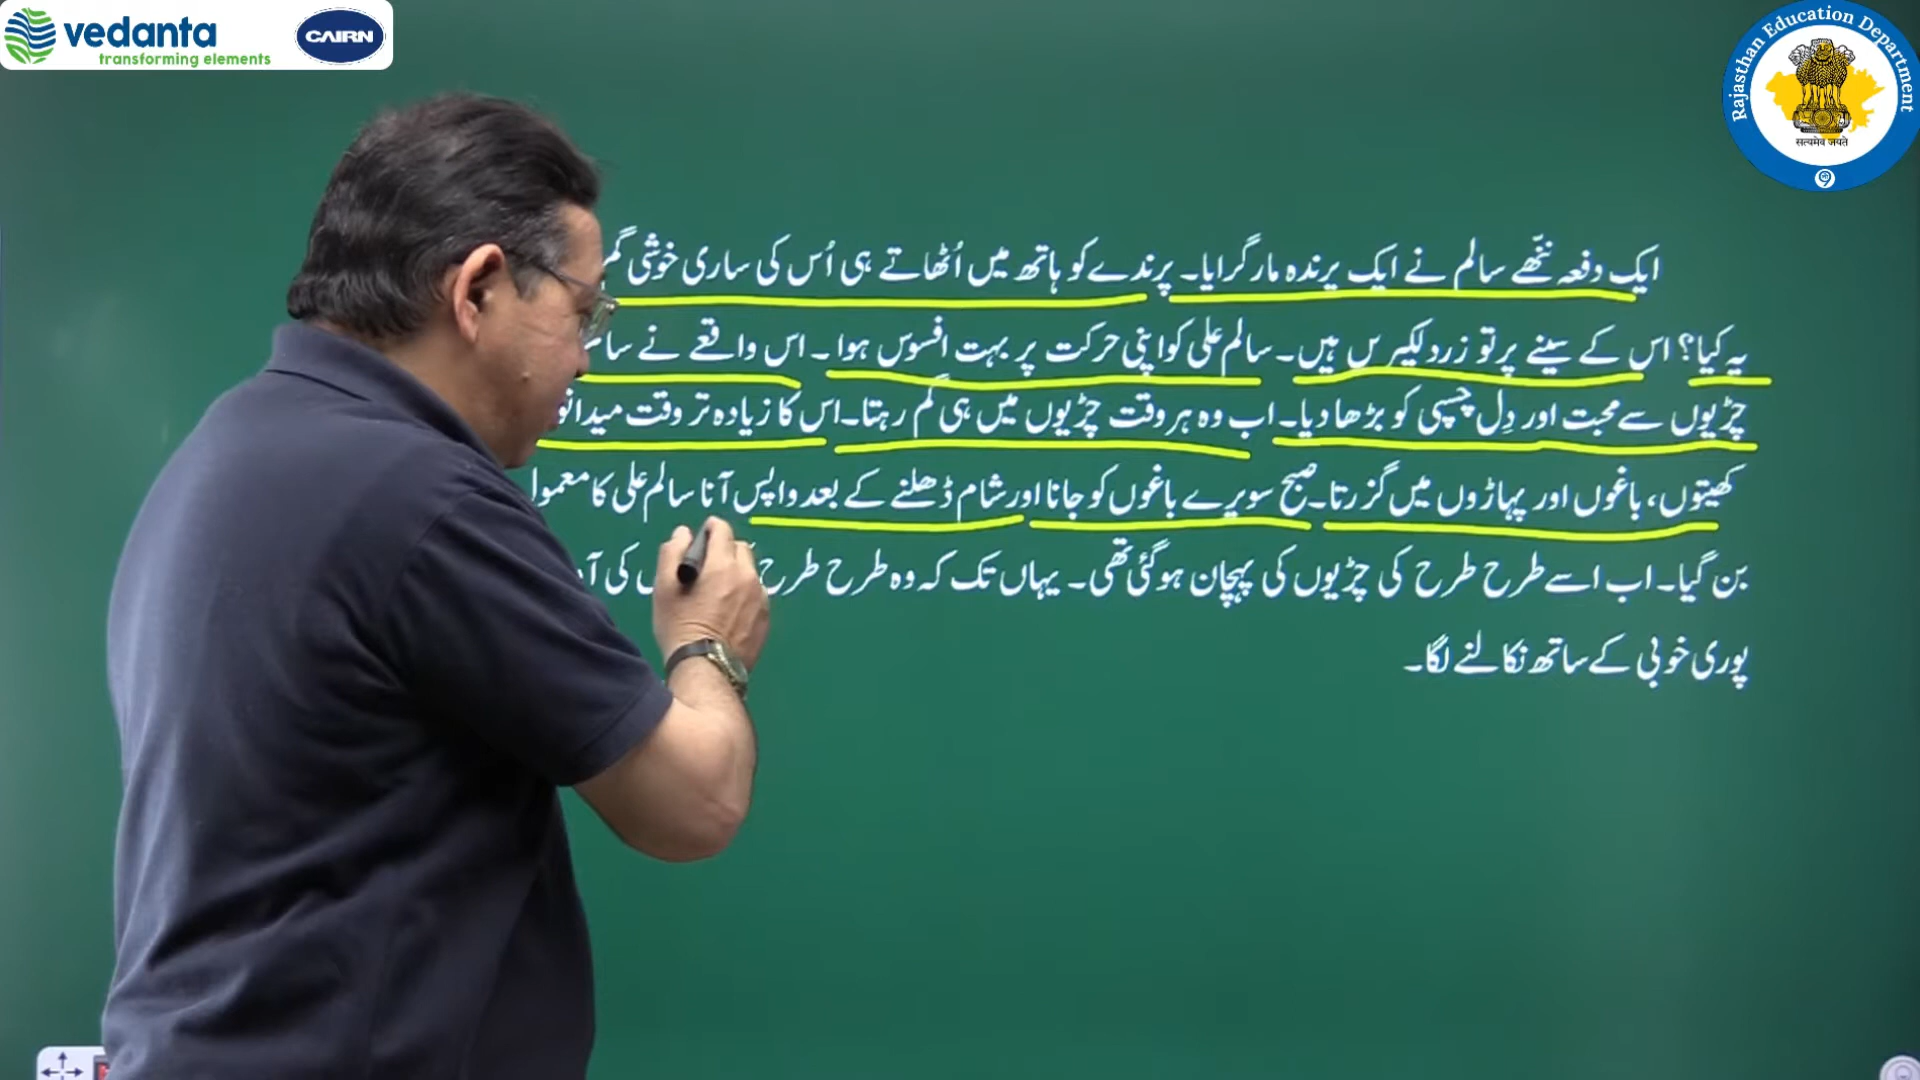 vedanta
transforming elements
CAIRN
Rajasthan Education Department
सत्यमेव जयते
ایک دفعہ ننھّے سالم نے ایک پرندہ مار گرایا۔ پرندے کو ہاتھ میں اُٹھاتے ہی اُس کی ساری خوشی گم
یہ کیا؟ اس کے سینے پر تو زرد لکیریں ہیں۔ سالم علی کو اپنی حرکت پر بہت افسوس ہوا۔ اس واقعے نے
چڑیوں سے محبت اور دِل چسپی کو بڑھا دیا۔ اب وہ ہر وقت چڑیوں میں ہی گم رہتا۔ اس کا زیادہ تر وقت
کھیتوں، باغوں اور پہاڑوں میں گزرتا۔ صبح سویرے باغوں کو جانا اور شام ڈھلنے کے بعد واپس آنا سالم علی کا
بن گیا۔ اب اسے طرح طرح کی چڑیوں کی پہچان ہوگئی تھی۔ یہاں تک کہ وہ طرح طرح کی
پوری خوبی کے ساتھ نکالنے لگا۔